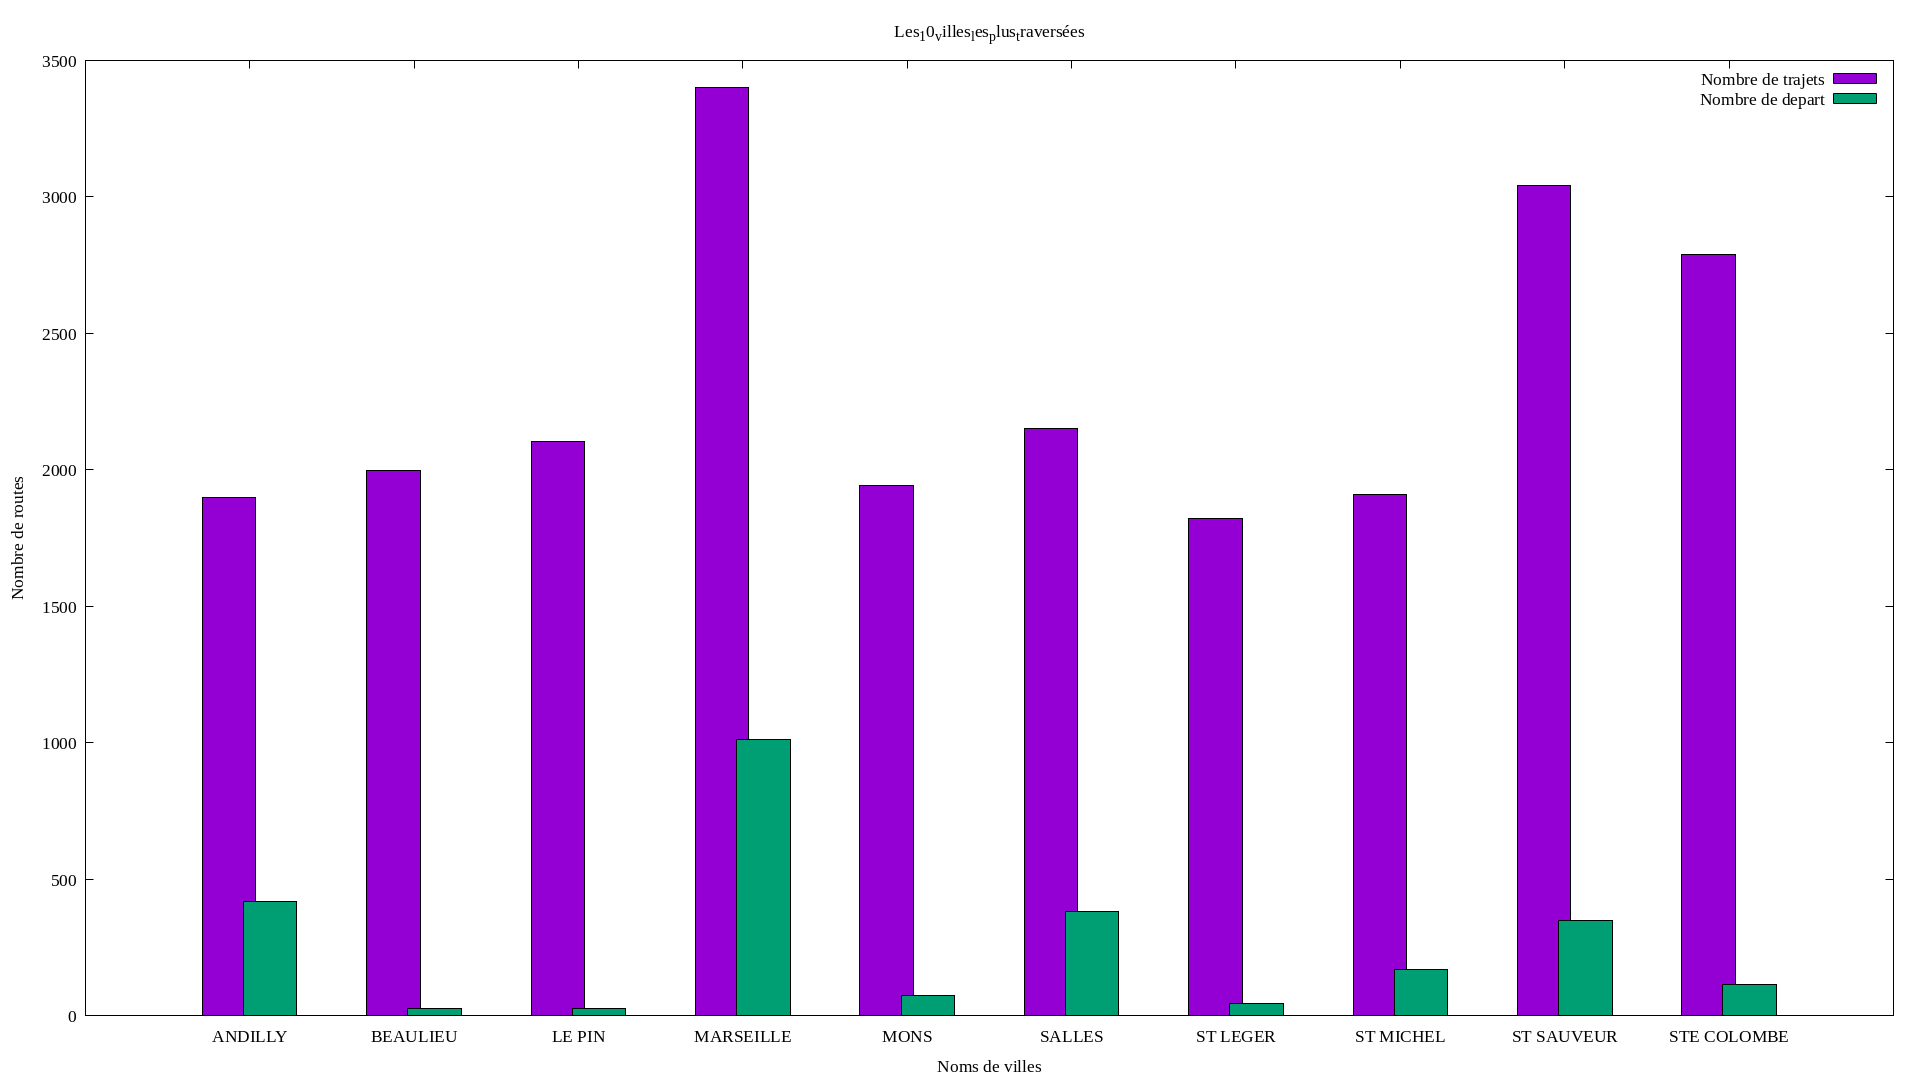 Les₁0ᵥillesₗesₚlusₜraversées
3500
Nombre de trajets
Nombre de depart
3000
2500
2000
1500
1000
500
0
Nombre de routes
ANDILLY BEAULIEU LE PIN MARSEILLE MONS SALLES ST LEGER ST MICHEL ST SAUVEUR STE COLOMBE
Noms de villes